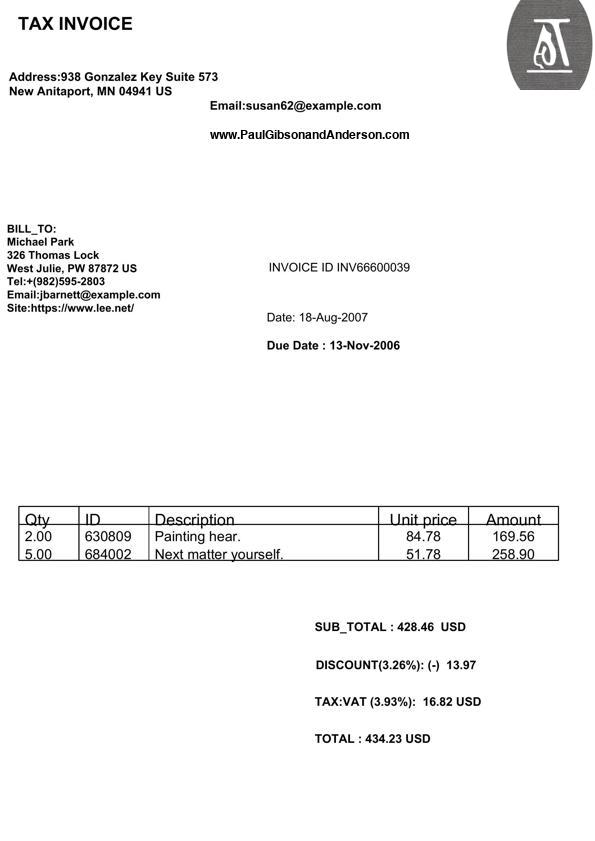 TAX INVOICE
Address:938 Gonzalez Key Suite 573
New Anitaport, MN 04941 US
Email:susan62@example.com
www.PaulGibsonandAnderson.com
BILL_TO:
Michael Park
326 Thomas Lock
West Julie, PW 87872 US
Tel:+(982)595-2803
Email:jbarnett@example.com
Site:https://www.lee.net/
INVOICE ID INV66600039
Date: 18-Aug-2007
Due Date : 13-Nov-2006
Qty ID Description Unit price Amount
2.00 630809 Painting hear. 84.78 169.56
5.00 684002 Next matter yourself. 51.78 258.90
SUB_TOTAL : 428.46 USD
DISCOUNT(3.26%): (-) 13.97
TAX:VAT (3.93%): 16.82 USD
TOTAL : 434.23 USD